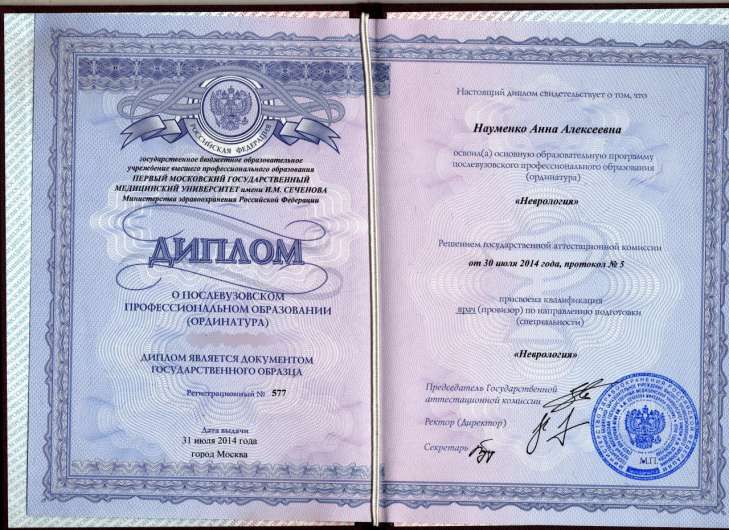 РОССИЙСКАЯ ФЕДЕРАЦИЯ
государственное бюджетное образовательное
учреждение высшего профессионального образования
ПЕРВЫЙ МОСКОВСКИЙ ГОСУДАРСТВЕННЫЙ
МЕДИЦИНСКИЙ УНИВЕРСИТЕТ имени И.М. СЕЧЕНОВА
Министерства здравоохранения Российской Федерации
ДИПЛОМ
О ПОСЛЕВУЗОВСКОМ
ПРОФЕССИОНАЛЬНОМ ОБРАЗОВАНИИ
(ОРДИНАТУРА)
ДИПЛОМ ЯВЛЯЕТСЯ ДОКУМЕНТОМ
ГОСУДАРСТВЕННОГО ОБРАЗЦА
Регистрационный № 577
Дата выдачи
31 июля 2014 года
город Москва
Настоящий диплом свидетельствует о том, что
Науменко Анна Алексеевна
освоил(а) основную образовательную программу
послевузовского профессионального образования
(ординатура)
«Неврология»
Решением государственной аттестационной комиссии
от 30 июля 2014 года, протокол № 5
присвоена квалификация
врач (провизор) по направлению подготовки
(специальности)
«Неврология»
Председатель Государственной
аттестационной комиссии
Ректор (Директор)
Секретарь
М.П.